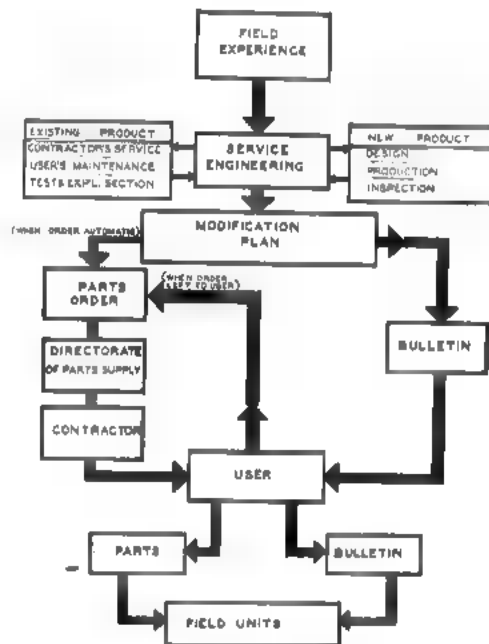 FIELD
EXPERIENCE
EXISTING PRODUCT
CONTRACTOR'S SERVICE
USER'S MAINTENANCE
TESTS EXPL. SECTION
SERVICE
ENGINEERING
NEW PRODUCT
DESIGN
PRODUCTION
INSPECTION
MODIFICATION
PLAN
(WHEN ORDER AUTOMATIC)
(WHEN ORDER
LEFT TO USER)
PARTS
ORDER
BULLETIN
DIRECTORATE
OF PARTS SUPPLY
CONTRACTOR
USER
PARTS
BULLETIN
FIELD UNITS